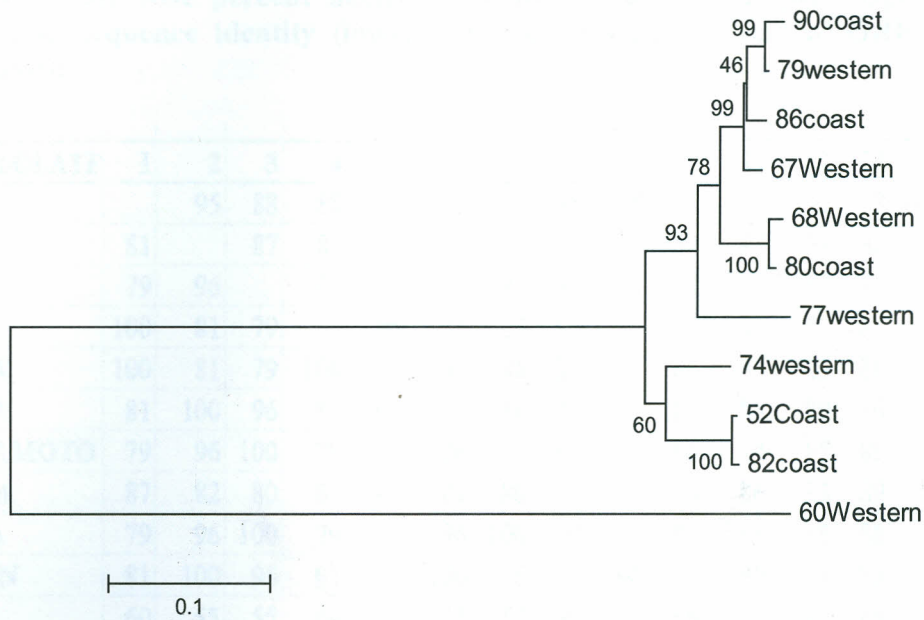 99
90coast
46
79western
99
86coast
78
67Western
93
68Western
100
80coast
77western
74western
60
52Coast
100
82coast
60Western
0.1